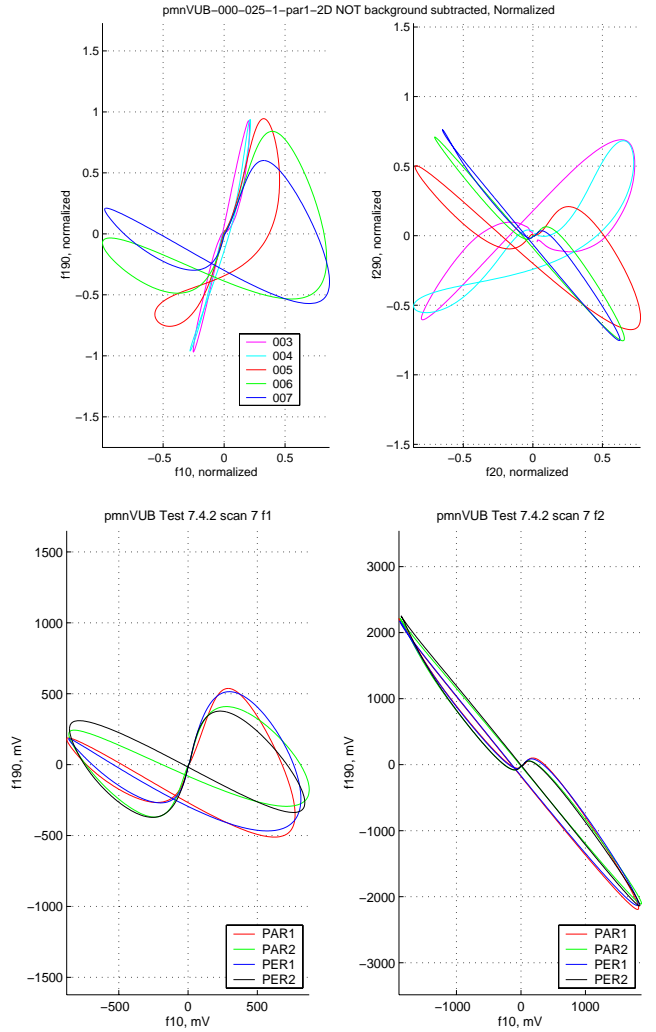 pmnVUB−000−025−1−par1−2D NOT background subtracted, Normalized
1.5
1
0.5
0
−0.5
−1
−1.5
f190, normalized
−0.5
0
0.5
f10, normalized
003
004
005
006
007
1.5
1
0.5
0
−0.5
−1
−1.5
f290, normalized
−0.5
0
0.5
f20, normalized
pmnVUB Test 7.4.2 scan 7 f1
1500
1000
500
0
−500
−1000
−1500
f190, mV
−500
0
500
f10, mV
PAR1
PAR2
PER1
PER2
pmnVUB Test 7.4.2 scan 7 f2
3000
2000
1000
0
−1000
−2000
−3000
f190, mV
−1000
0
1000
f10, mV
PAR1
PAR2
PER1
PER2